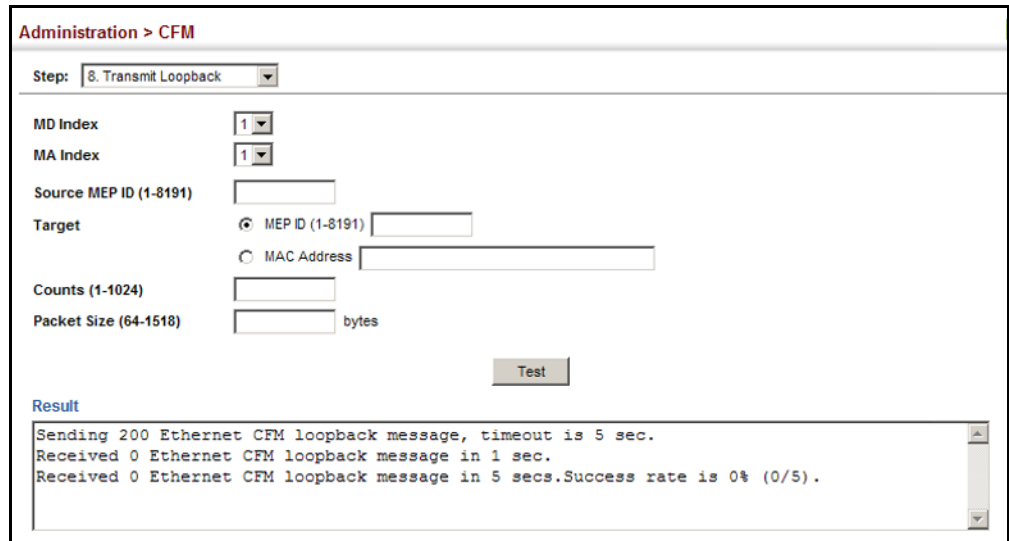 Administration > CFM
Step: 8. Transmit Loopback
MD Index 1
MA Index 1
Source MEP ID (1-8191)
Target MEP ID (1-8191)
MAC Address
Counts (1-1024)
Packet Size (64-1518) bytes
Test
Result
Sending 200 Ethernet CFM loopback message, timeout is 5 sec.
Received 0 Ethernet CFM loopback message in 1 sec.
Received 0 Ethernet CFM loopback message in 5 secs.Success rate is 0% (0/5).